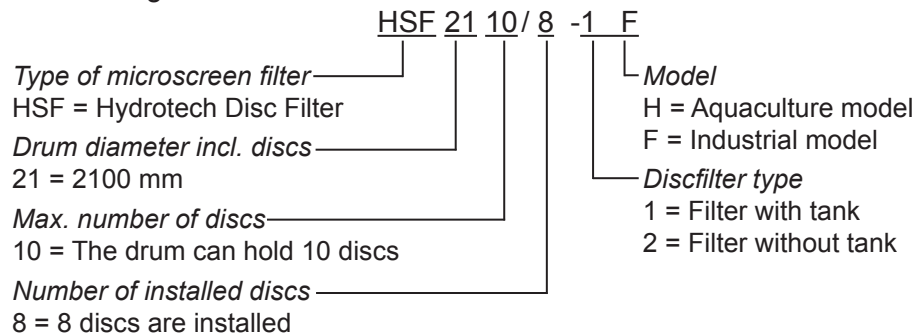 HSF 21 10/ 8 -1 F
Type of microscreen filter
HSF = Hydrotech Disc Filter
Drum diameter incl. discs
21 = 2100 mm
Max. number of discs
10 = The drum can hold 10 discs
Number of installed discs
8 = 8 discs are installed
Model
H = Aquaculture model
F = Industrial model
Discfilter type
1 = Filter with tank
2 = Filter without tank